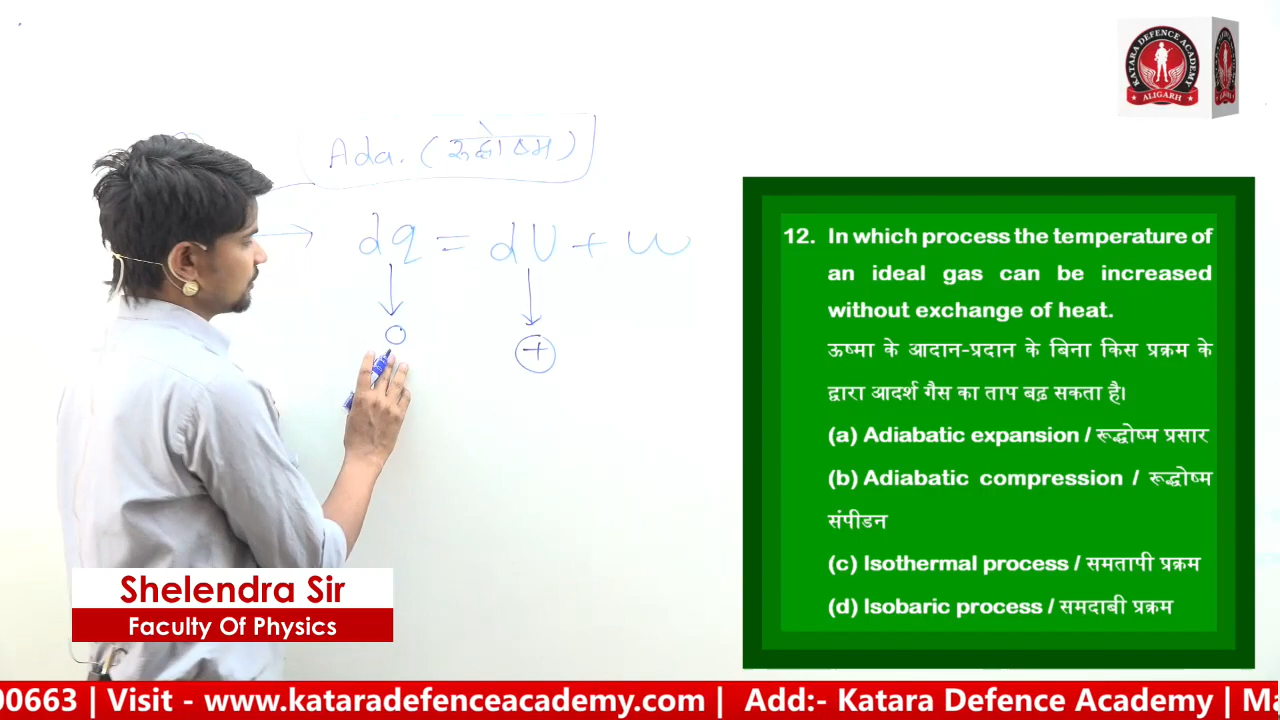 KATARA DEFENCE ACADEMY
ALIGARH
Ada. (रूद्धोष्म)
dq = dU + w
0
+
12. In which process the temperature of
an ideal gas can be increased
without exchange of heat.
ऊष्मा के आदान-प्रदान के बिना किस प्रक्रम के
द्वारा आदर्श गैस का ताप बढ़ सकता है।
(a) Adiabatic expansion / रूद्धोष्म प्रसार
(b) Adiabatic compression / रूद्धोष्म
संपीडन
(c) Isothermal process / समतापी प्रक्रम
(d) Isobaric process / समदाबी प्रक्रम
Shelendra Sir
Faculty Of Physics
00663 | Visit - www.kataradefenceacademy.com | Add:- Katara Defence Academy | Ma